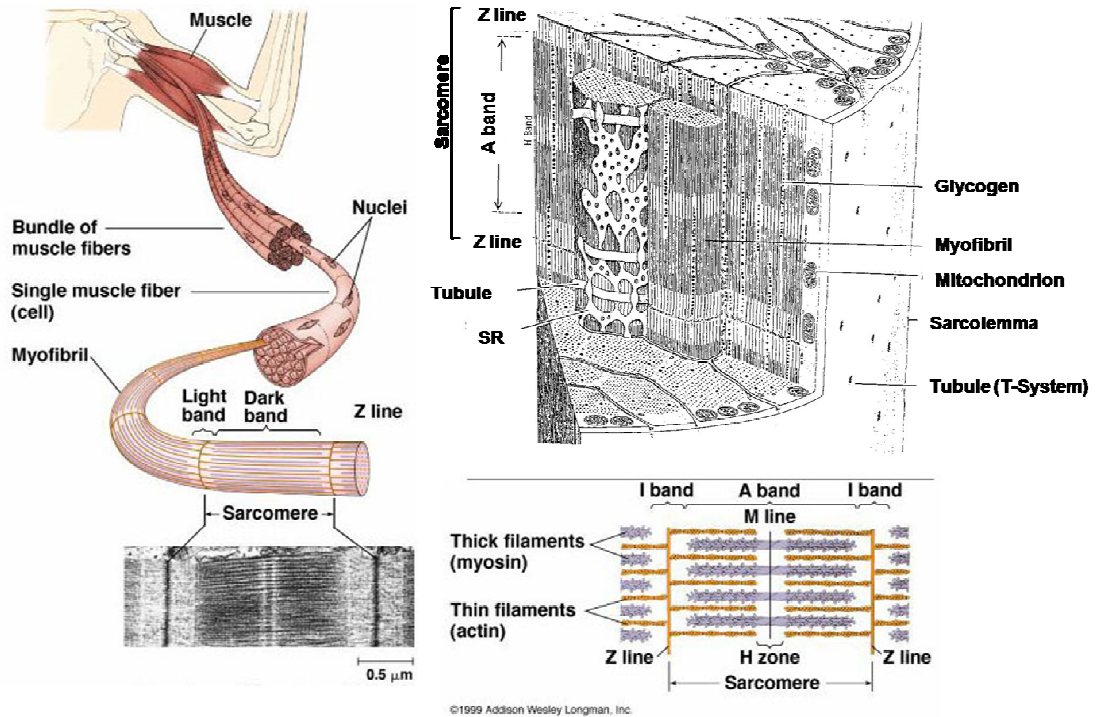 Muscle
Bundle of
muscle fibers
Nuclei
Single muscle fiber
(cell)
Myofibril
Light
band
Dark
band
Z line
Sarcomere
0.5 µm
Sarcomere
Z line
A band
H Band
Z line
Tubule
SR
Glycogen
Myofibril
Mitochondrion
Sarcolemma
Tubule (T-System)
I band
A band
I band
M line
Thick filaments
(myosin)
Thin filaments
(actin)
Z line
H zone
Z line
Sarcomere
©1999 Addison Wesley Longman, Inc.